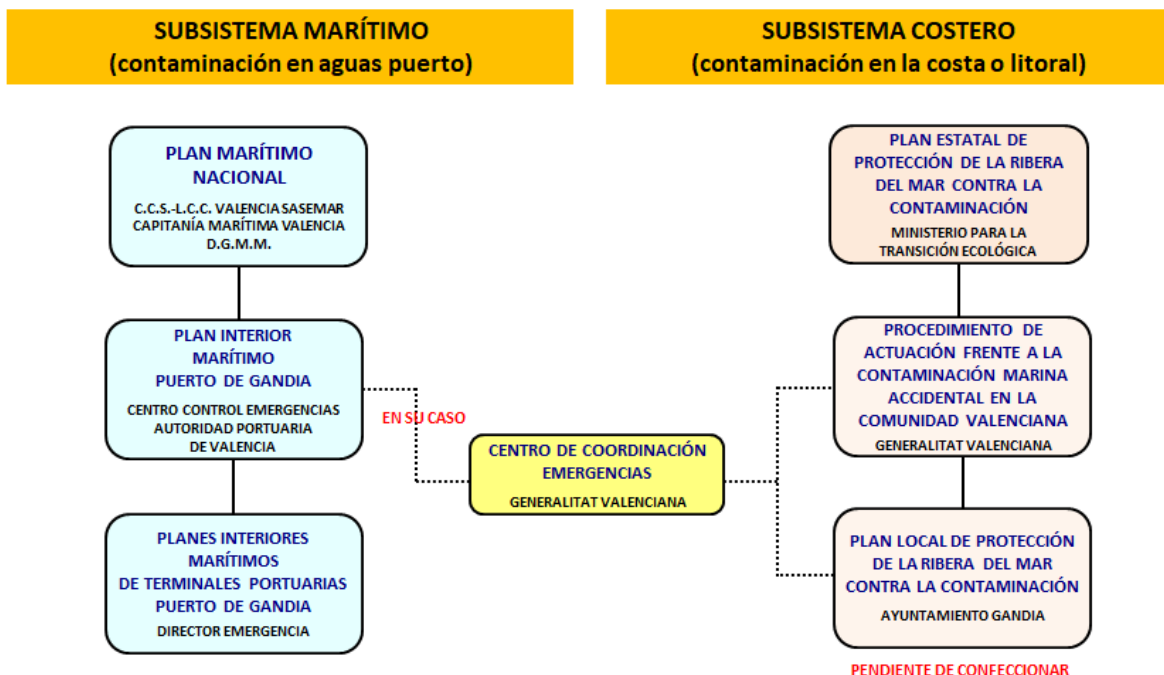 SUBSISTEMA MARÍTIMO
(contaminación en aguas puerto)
SUBSISTEMA COSTERO
(contaminación en la costa o litoral)
PLAN MARÍTIMO
NACIONAL
C.C.S.-L.C.C. VALENCIA SASEMAR
CAPITANÍA MARÍTIMA VALENCIA
D.G.M.M.
PLAN ESTATAL DE
PROTECCIÓN DE LA RIBERA
DEL MAR CONTRA LA
CONTAMINACIÓN
MINISTERIO PARA LA
TRANSICIÓN ECOLÓGICA
PLAN INTERIOR
MARÍTIMO
PUERTO DE GANDIA
CENTRO CONTROL EMERGENCIAS
AUTORIDAD PORTUARIA
DE VALENCIA
EN SU CASO
PROCEDIMIENTO DE
ACTUACIÓN FRENTE A LA
CONTAMINACIÓN MARINA
ACCIDENTAL EN LA
COMUNIDAD VALENCIANA
GENERALITAT VALENCIANA
CENTRO DE COORDINACIÓN
EMERGENCIAS
GENERALITAT VALENCIANA
PLANES INTERIORES
MARÍTIMOS
DE TERMINALES PORTUARIAS
PUERTO DE GANDIA
DIRECTOR EMERGENCIA
PLAN LOCAL DE PROTECCIÓN
DE LA RIBERA DEL MAR
CONTRA LA CONTAMINACIÓN
AYUNTAMIENTO GANDIA
PENDIENTE DE CONFECCIONAR